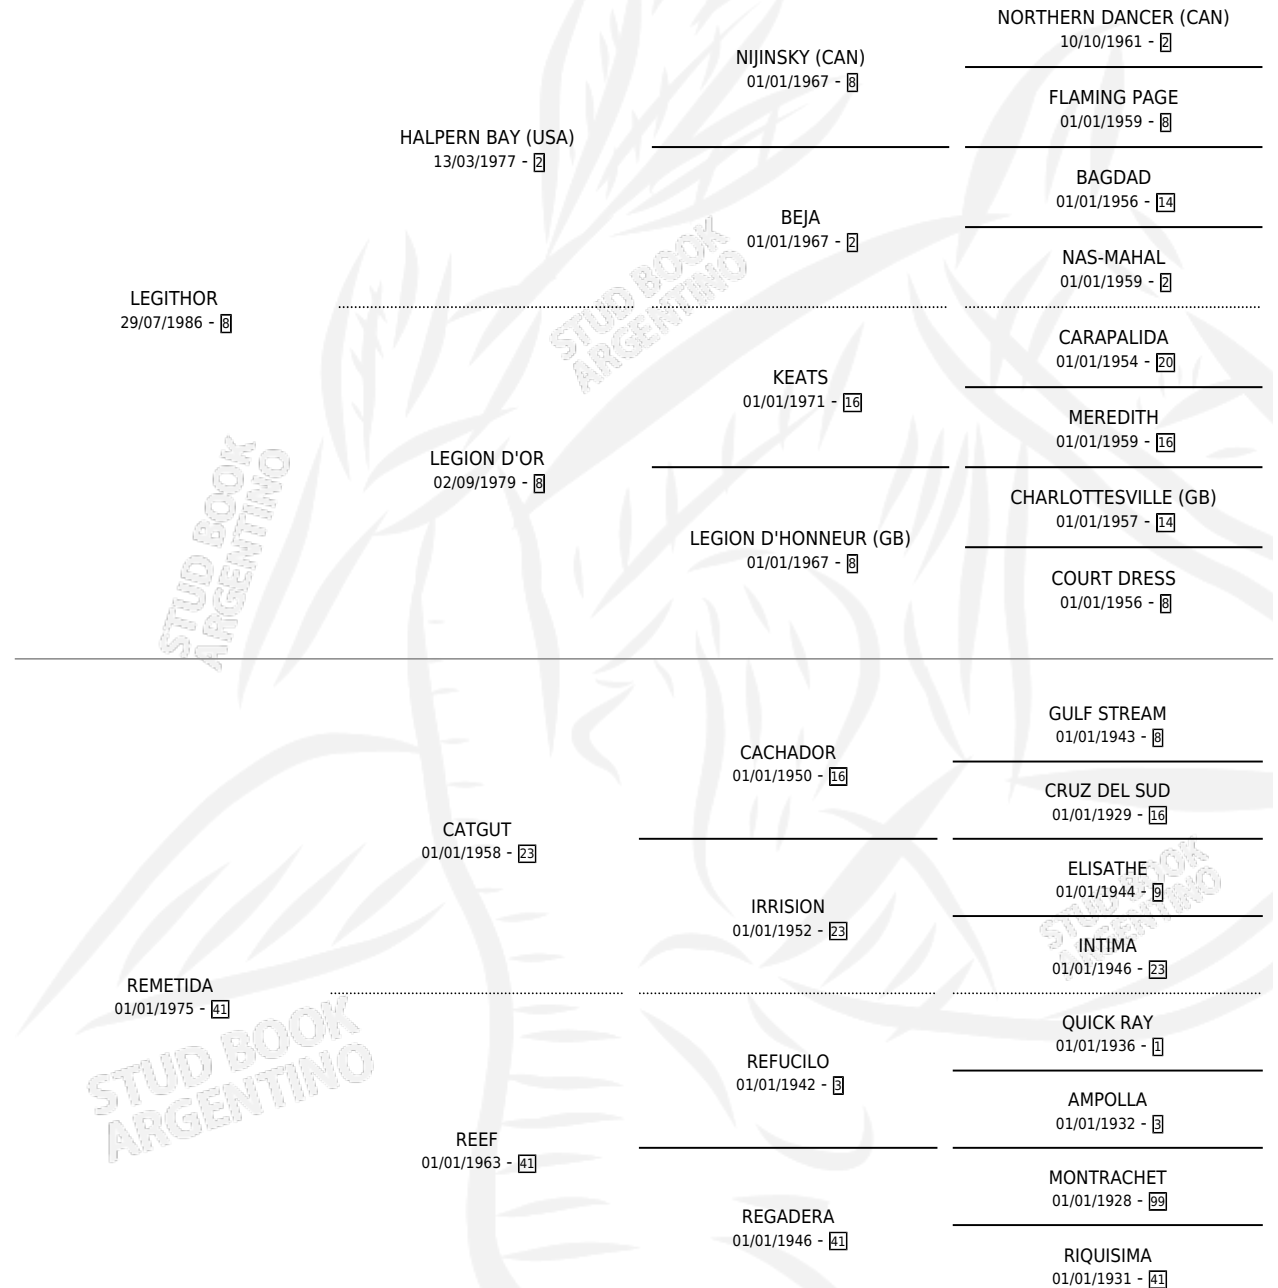 NORTHERN DANCER (CAN)
10/10/1961 - 2
NIJINSKY (CAN)
01/01/1967 - 8
FLAMING PAGE
01/01/1959 - 8
HALPERN BAY (USA)
13/03/1977 - 2
BAGDAD
01/01/1956 - 14
BEJA
01/01/1967 - 2
NAS-MAHAL
01/01/1959 - 2
LEGITHOR
29/07/1986 - 8
CARAPALIDA
01/01/1954 - 20
KEATS
01/01/1971 - 16
MEREDITH
01/01/1959 - 16
LEGION D'OR
02/09/1979 - 8
CHARLOTTESVILLE (GB)
01/01/1957 - 14
LEGION D'HONNEUR (GB)
01/01/1967 - 8
COURT DRESS
01/01/1956 - 8
GULF STREAM
01/01/1943 - 8
CACHADOR
01/01/1950 - 16
CRUZ DEL SUD
01/01/1929 - 16
CATGUT
01/01/1958 - 23
ELISATHE
01/01/1944 - 9
IRRISION
01/01/1952 - 23
INTIMA
01/01/1946 - 23
REMETIDA
01/01/1975 - 41
QUICK RAY
01/01/1936 - 1
REFUCILO
01/01/1942 - 3
AMPOLLA
01/01/1932 - 3
REEF
01/01/1963 - 41
MONTRACHET
01/01/1928 - 99
REGADERA
01/01/1946 - 41
RIQUISIMA
01/01/1931 - 41
STUD BOOK
ARGENTINO
STUD BOOK
ARGENTINO
STUD BOOK
ARGENTINO
STUD BOOK
ARGENTINO